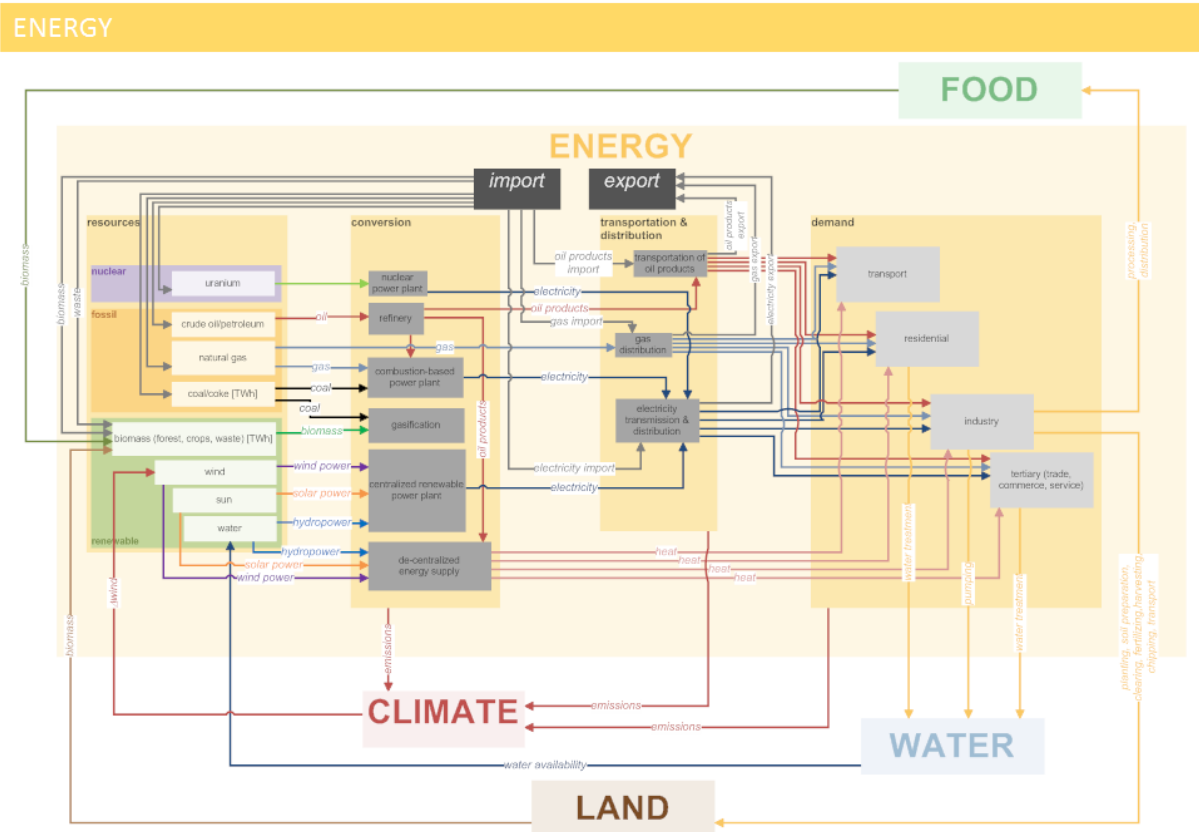 ENERGY
FOOD
ENERGY
import
export
resources
conversion
transportation &
distribution
demand
oil products
export
gas export
electricity export
processing,
distribution
biomass
biomass
waste
nuclear
uranium
nuclear
power plant
electricity
oil products
import
transportation of
oil products
transport
fossil
crude oil/petroleum
oil
refinery
oil products
gas import
natural gas
gas
gas
gas
distribution
residential
combustion-based
power plant
electricity
coal/coke [TWh]
coal
coal
gasification
electricity
transmission &
distribution
industry
biomass (forest, crops, waste) [TWh]
biomass
oil products
wind
wind power
centralized renewable
power plant
electricity import
electricity
tertiary (trade,
commerce, service)
sun
solar power
water
hydropower
renewable
hydropower
solar power
wind power
de-centralized
energy supply
heat
heat
heat
heat
water treatment
pumping
water treatment
wind
biomass
emissions
planting, soil preparation,
clearing, fertilizing,harvesting,
chipping, transport
CLIMATE
emissions
emissions
WATER
water availability
LAND